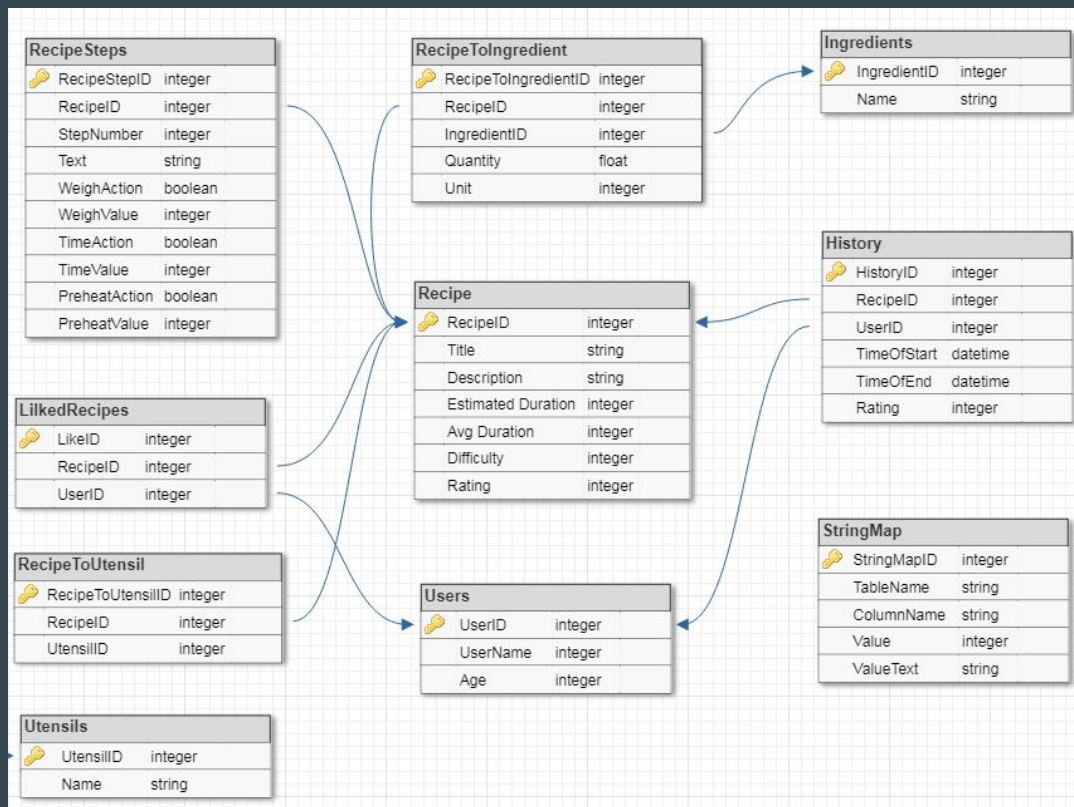 RecipeSteps
RecipeStepID integer
RecipeID integer
StepNumber integer
Text string
WeighAction boolean
WeighValue integer
TimeAction boolean
TimeValue integer
PreheatAction boolean
PreheatValue integer
RecipeToIngredient
RecipeToIngredientID integer
RecipeID integer
IngredientID integer
Quantity float
Unit integer
Ingredients
IngredientID integer
Name string
Recipe
RecipeID integer
Title string
Description string
Estimated Duration integer
Avg Duration integer
Difficulty integer
Rating integer
History
HistoryID integer
RecipeID integer
UserID integer
TimeOfStart datetime
TimeOfEnd datetime
Rating integer
LilkedRecipes
LikeID integer
RecipeID integer
UserID integer
RecipeToUtensil
RecipeToUtensilID integer
RecipeID integer
UtensilID integer
Users
UserID integer
UserName integer
Age integer
StringMap
StringMapID integer
TableName string
ColumnName string
Value integer
ValueText string
Utensils
UtensilID integer
Name string